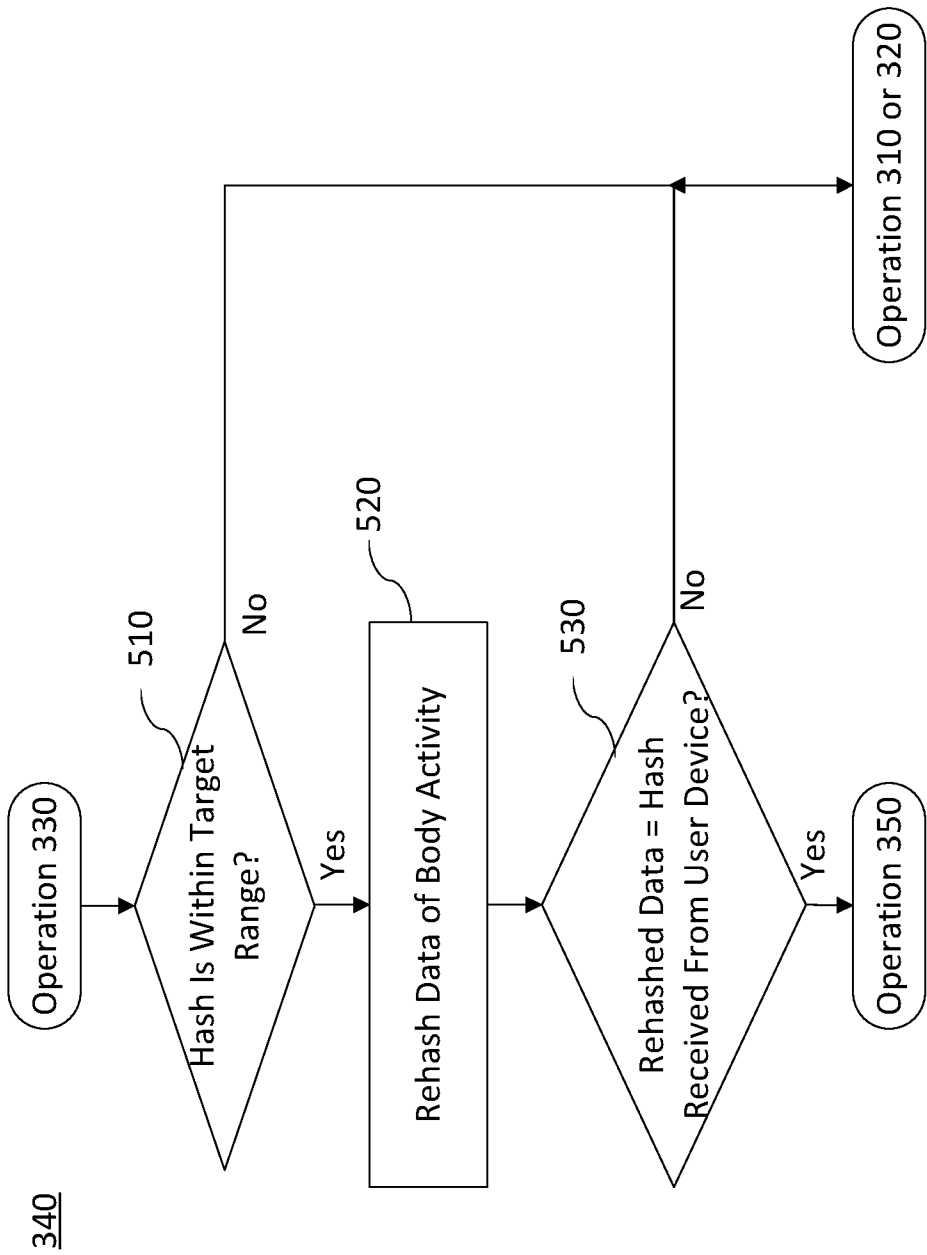 340
Operation 330
510
Hash Is Within Target
Range?
No
Yes
520
Rehash Data of Body Activity
530
Rehashed Data = Hash
Received From User Device?
No
Yes
Operation 350
Operation 310 or 320